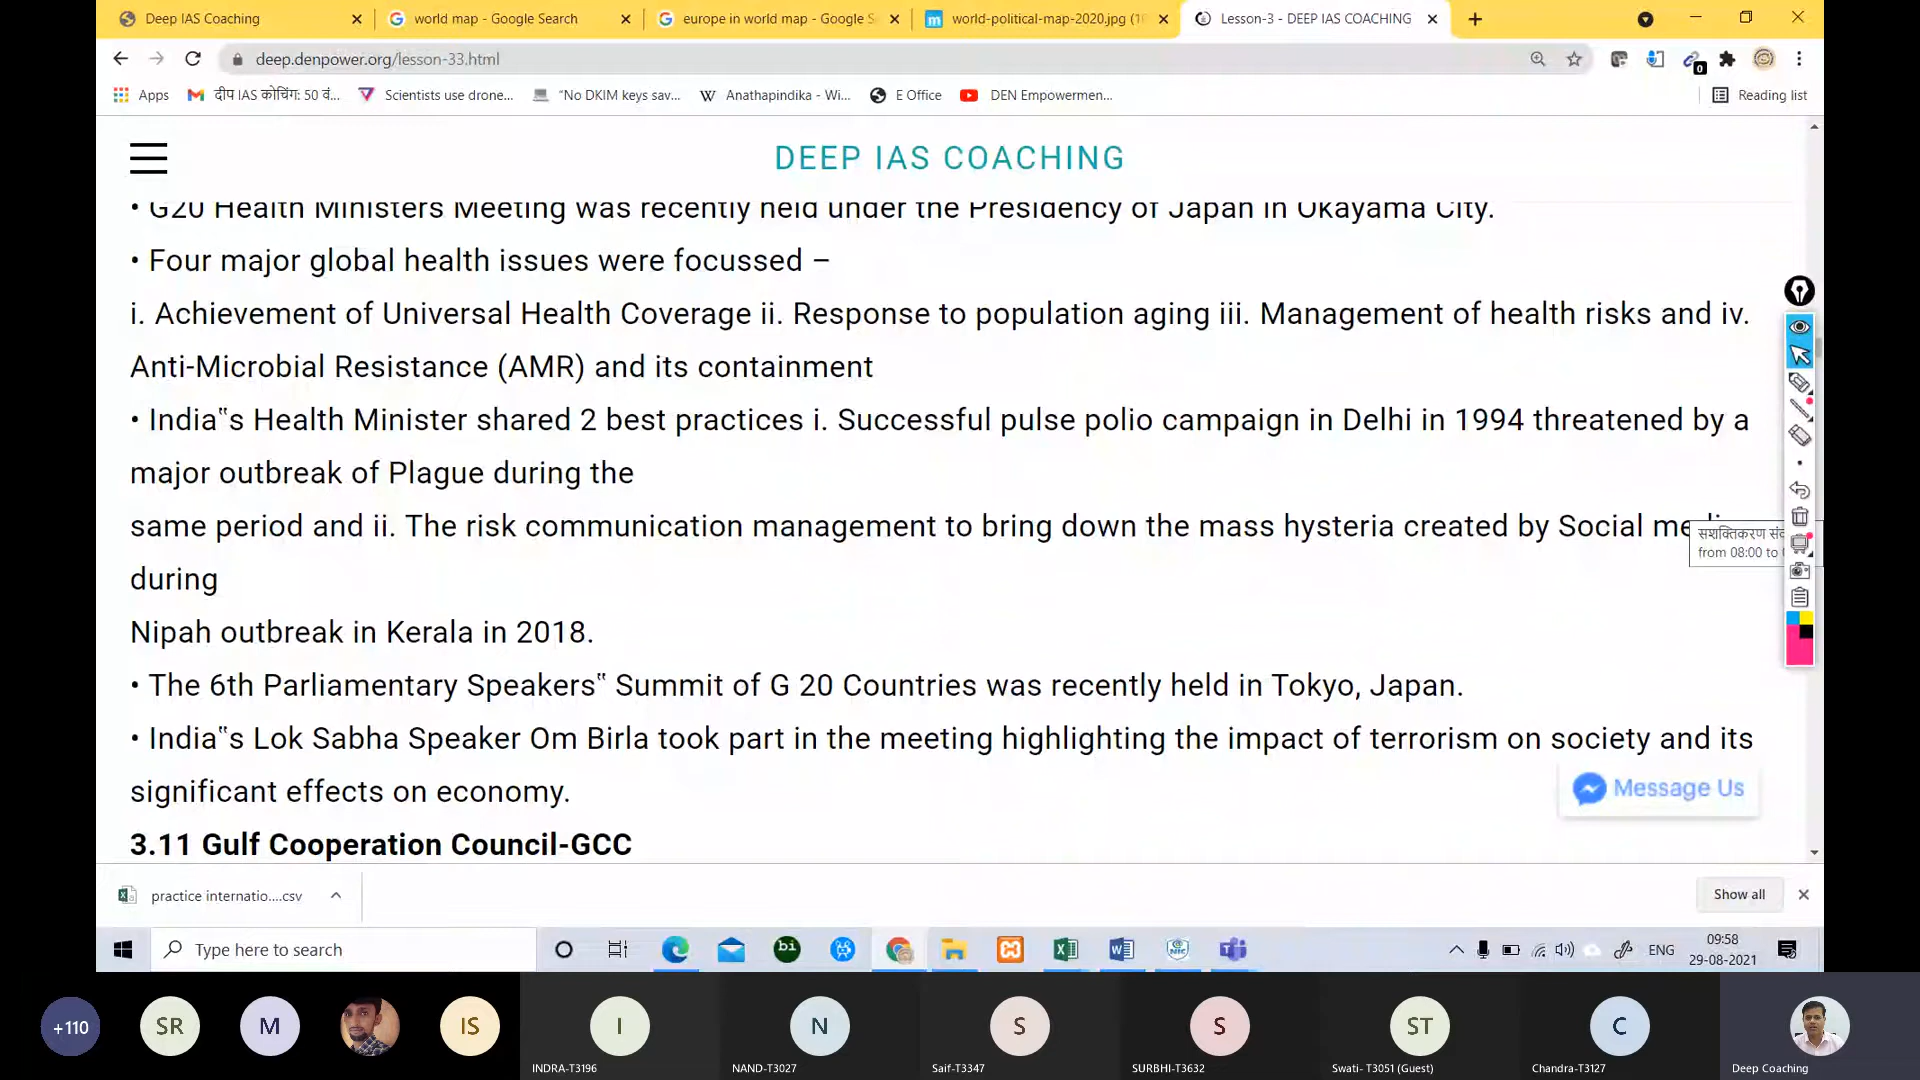 Deep IAS Coaching
world map - Google Search
europe in world map - Google S
world-political-map-2020.jpg (1
Lesson-3 - DEEP IAS COACHING
deep.denpower.org/lesson-33.html
0
Apps
दीप IAS कोचिंग: 50 वं...
Scientists use drone...
"No DKIM keys sav...
Anathapindika - Wi...
E Office
DEN Empowermen...
Reading list
DEEP IAS COACHING
• G20 Health Ministers Meeting was recently held under the Presidency of Japan in Okayama City.
• Four major global health issues were focussed –
i. Achievement of Universal Health Coverage ii. Response to population aging iii. Management of health risks and iv.
Anti-Microbial Resistance (AMR) and its containment
• India‟s Health Minister shared 2 best practices i. Successful pulse polio campaign in Delhi in 1994 threatened by a
major outbreak of Plague during the
same period and ii. The risk communication management to bring down the mass hysteria created by Social
during
Nipah outbreak in Kerala in 2018.
• The 6th Parliamentary Speakers‟ Summit of G 20 Countries was recently held in Tokyo, Japan.
• India‟s Lok Sabha Speaker Om Birla took part in the meeting highlighting the impact of terrorism on society and its
significant effects on economy.
3.11 Gulf Cooperation Council-GCC
सशक्तिकरण
from 08:00 to
Message Us
practice internatio....csv
Show all
Type here to search
bi
ENG
09:58
29-08-2021
+110
SR
M
IS
I
N
S
S
ST
C
INDRA-T3196
NAND-T3027
Saif-T3347
SURBHI-T3632
Swati- T3051 (Guest)
Chandra-T3127
Deep Coaching